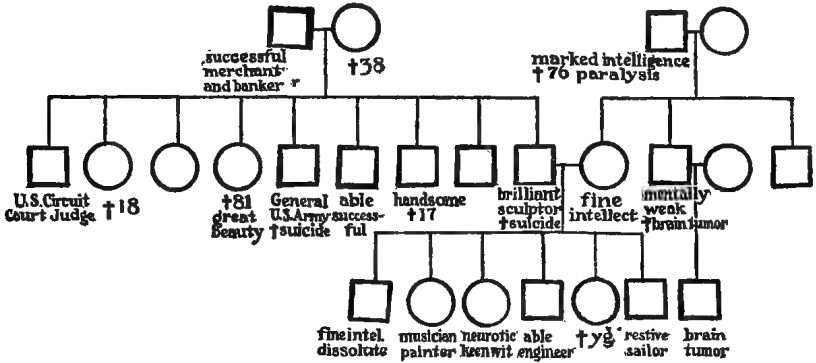 successful
merchant
and banker
†38
marked intelligence
†76 paralysis
U.S. Circuit
Court Judge
†18
†81
great
Beauty
General
U.S. Army
†suicide
able
success-
ful
handsome
†17
brilliant
sculptor
†suicide
fine
intellect
mentally
weak
†brain tumor
fine intel.
dissolute
musician
painter
neurotic
keen wit
able
engineer
†yg.
restive
sailor
brain
tumor